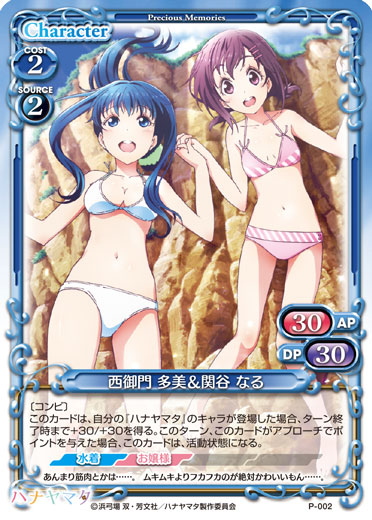 Precious Memories
Character
COST
2
SOURCE
2
30 AP
DP 30
西御門 多美&関谷 なる
[コンビ]
このカードは、自分の『ハナヤマタ』のキャラが登場した場合、ターン終
了時まで+30/+30を得る。このターン、このカードがアプローチでポ
イントを与えた場合、このカードは、活動状態になる。
水着 お嬢様
あんまり筋肉とかは……。 ムキムキよりフカフカのが絶対かわいいもん……。
ハナヤマタ
©浜弓場 双・芳文社/ハナヤマタ製作委員会
P-002